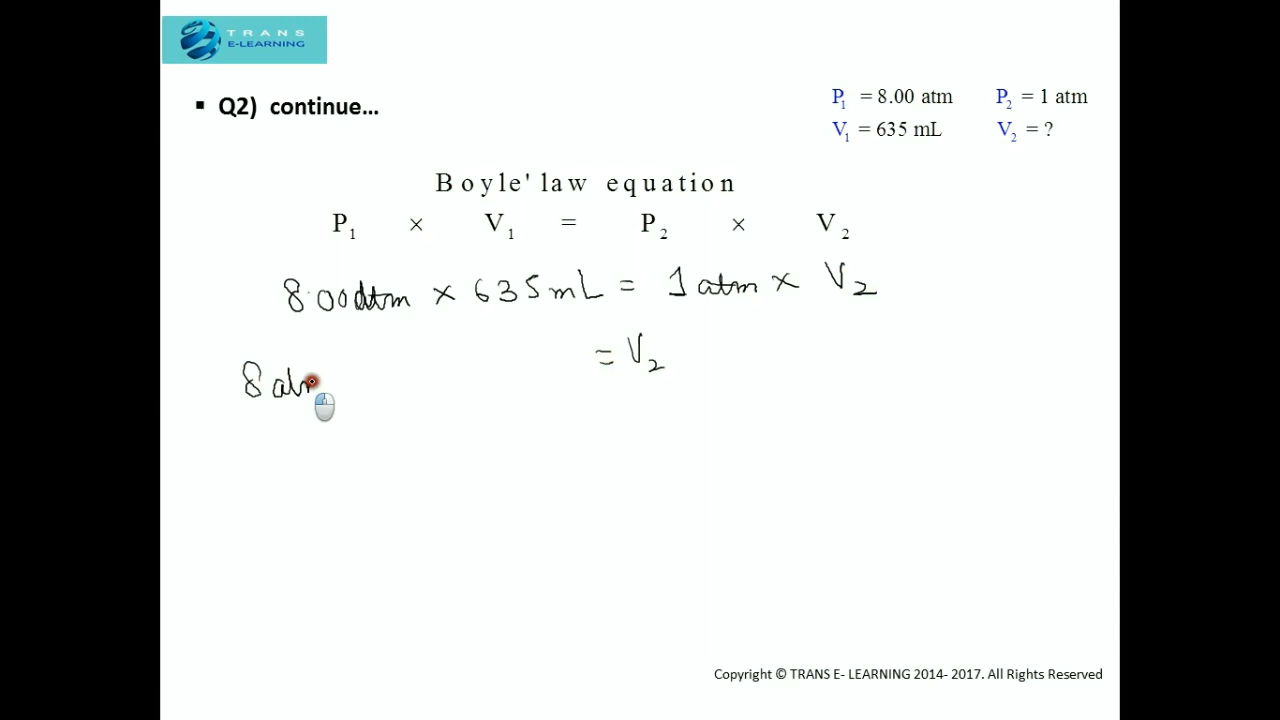 TRANS
E-LEARNING
▪ Q2) continue...
P₁ = 8.00 atm P₂ = 1 atm
V₁ = 635 mL V₂ = ?
Boyle' law equation
P₁ × V₁ = P₂ × V₂
8.00 atm × 635 mL = 1 atm × V₂
= V₂
8 at
Copyright © TRANS E- LEARNING 2014- 2017. All Rights Reserved